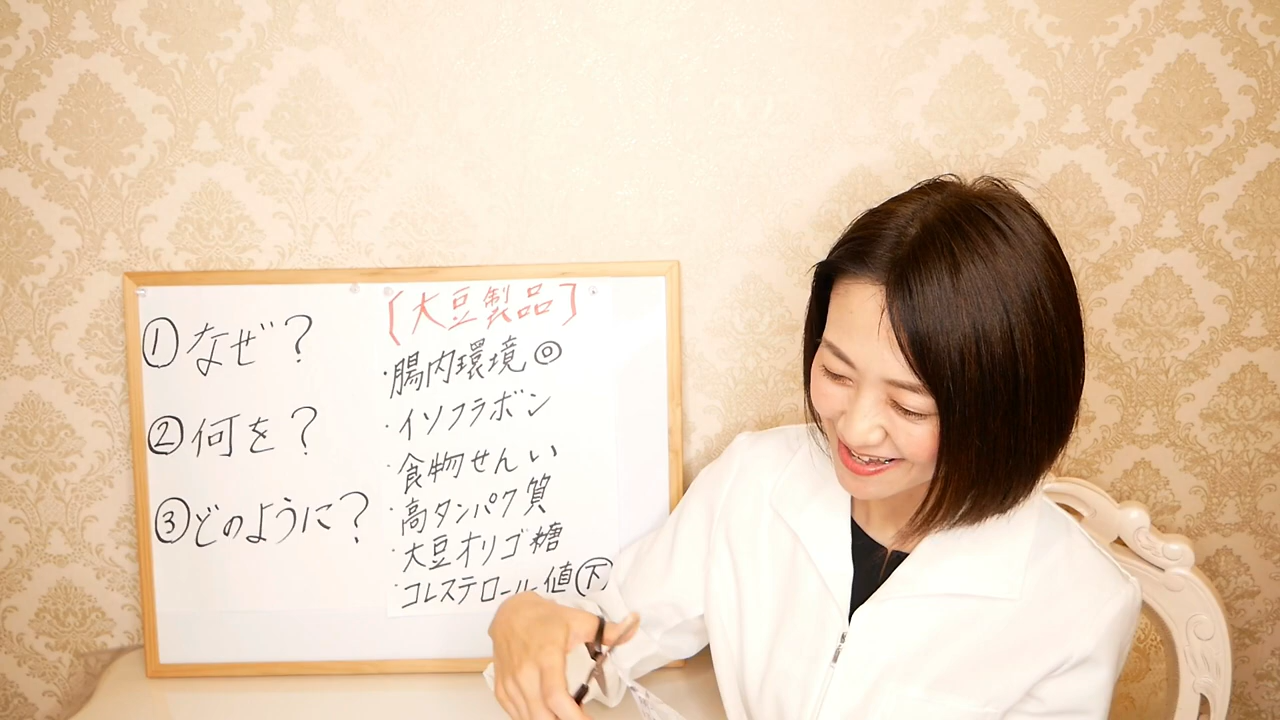 ① なぜ?
② 何を?
③ どのように?
[大豆製品]
・腸内環境◎
・イソフラボン
・食物せんい
・高タンパク質
・大豆オリゴ糖
・コレステロール値㊦